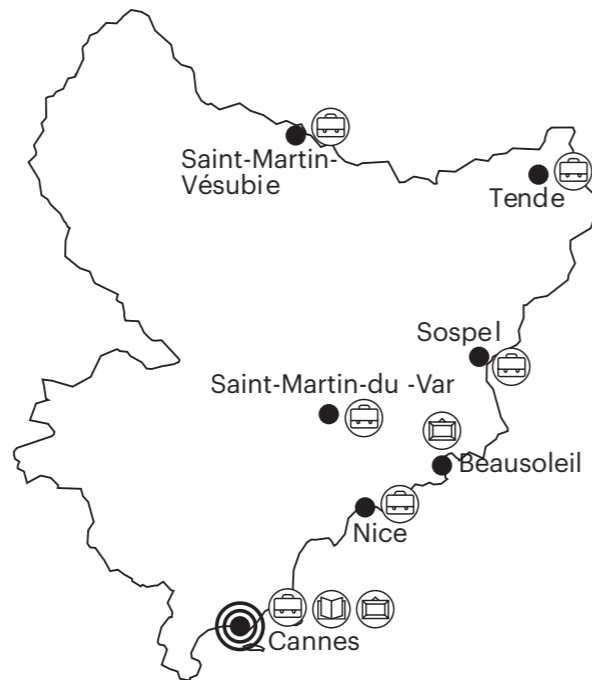 Saint-Martin-
Vésubie
Tende
Sospel
Saint-Martin-du -Var
Beausoleil
Nice
Cannes